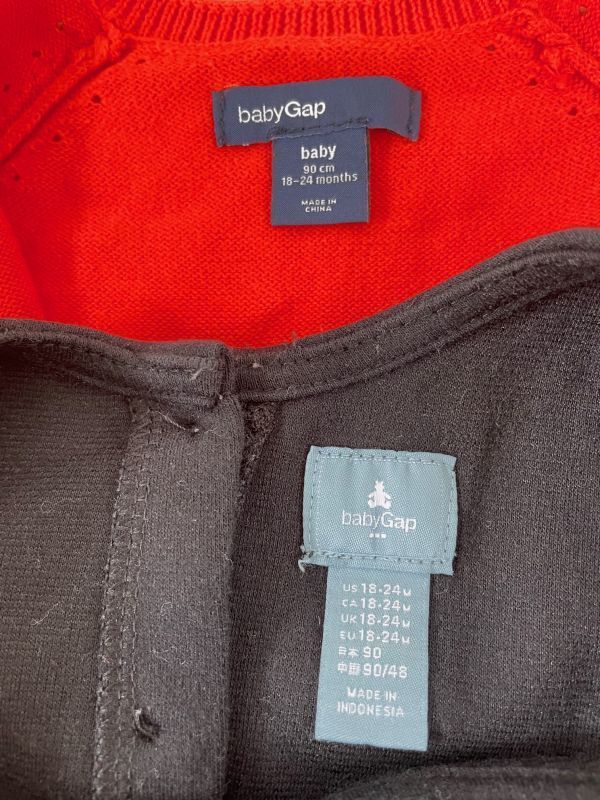 babyGap
baby
90 cm
18-24 months
MADE IN
CHINA
babyGap
US 18-24M
CA 18-24M
UK 18-24M
EU 18-24M
日本 90
中国 90/48
MADE IN
INDONESIA